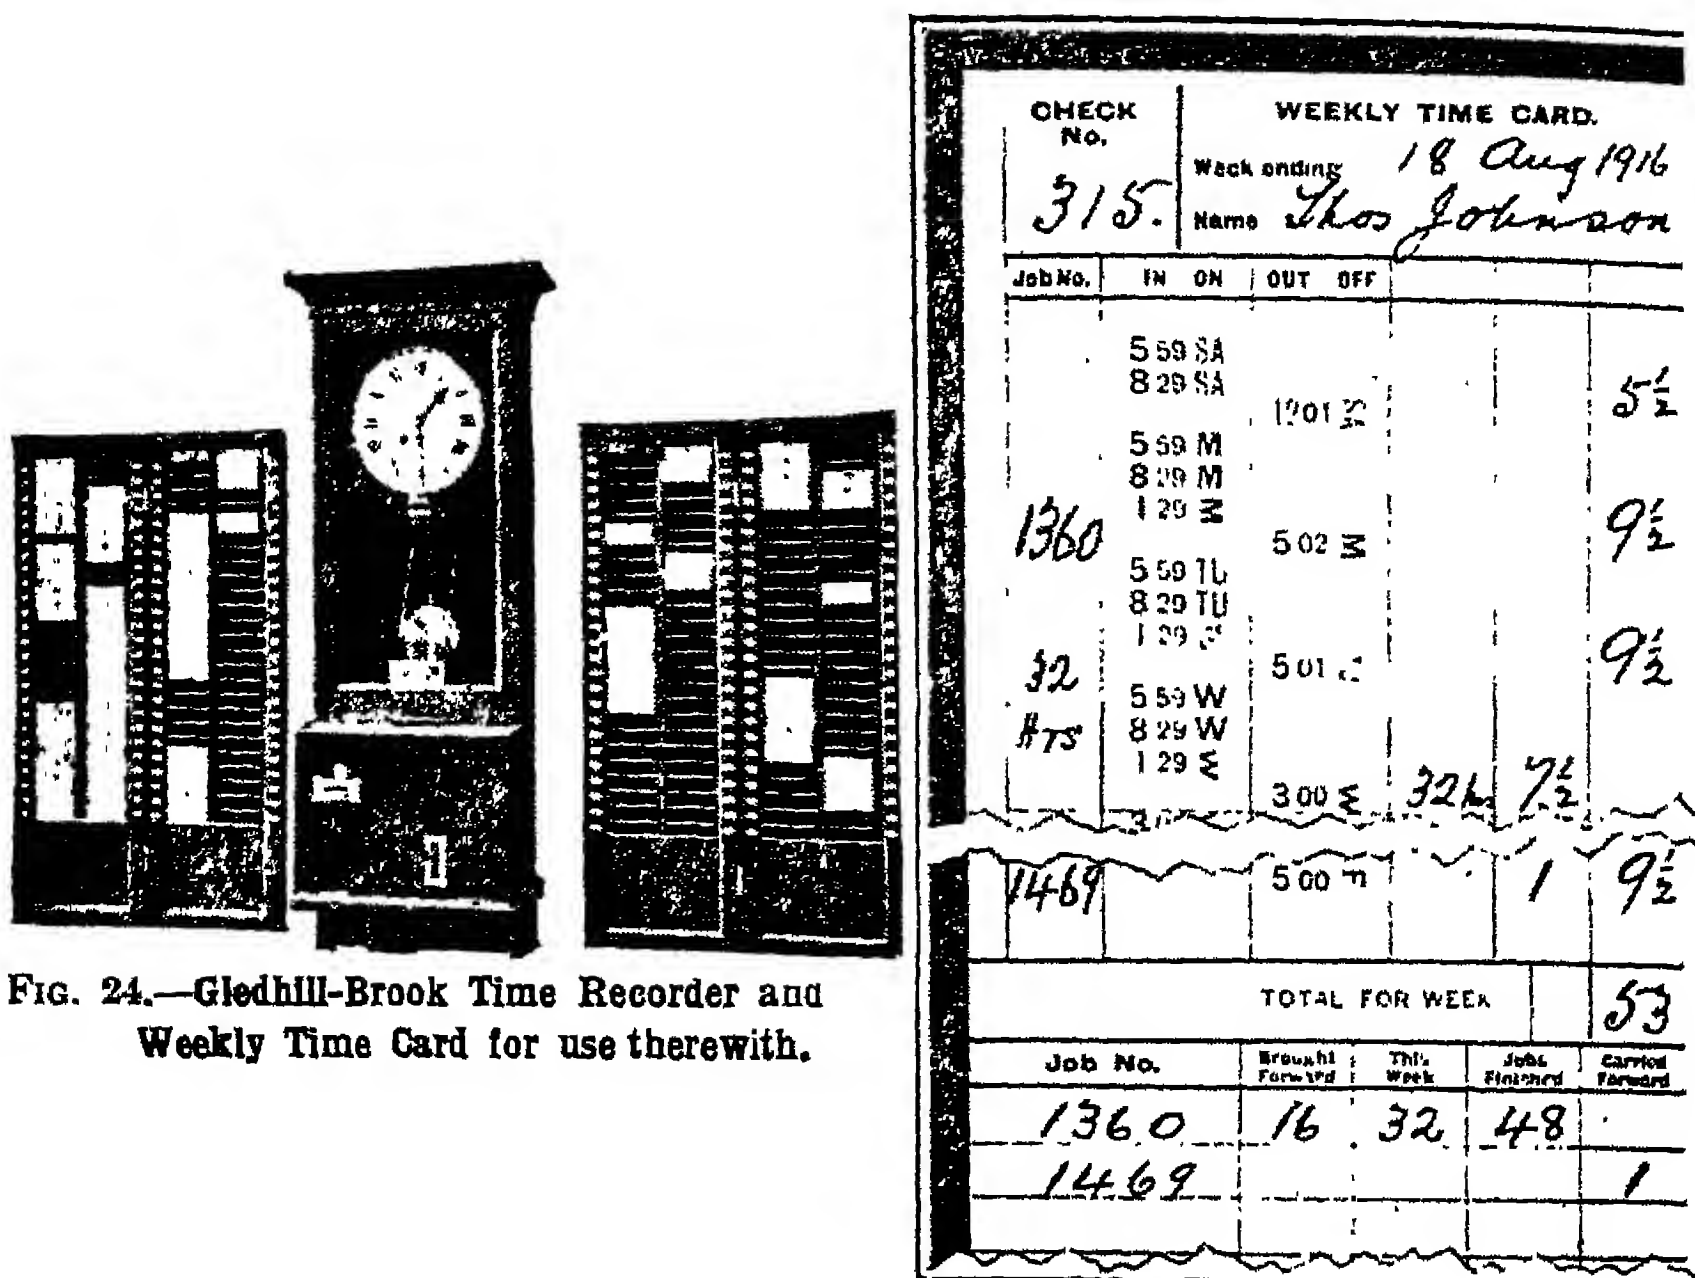 CHECK
No.
315.
WEEKLY TIME CARD.
Week ending 18 Aug 1916
Name Thos Johnson
Job No. IN ON OUT OFF
5 59 SA
8 29 SA
12 01 5½
5 59 M
8 29 M
1 29 M
1360 5 02 M 9½
5 59 TU
8 29 TU
1 29
32 5 01 9½
5 59 W
Hrs 8 29 W
1 29 W
3 00 W 32 hrs 7½
1469 5 00 F 1 9½
TOTAL FOR WEEK 53
Job No. Brought Forward This Week Jobs Finished Carried Forward
1360 16 32 48
1469 1
FIG. 24.—Gledhill-Brook Time Recorder and
Weekly Time Card for use therewith.